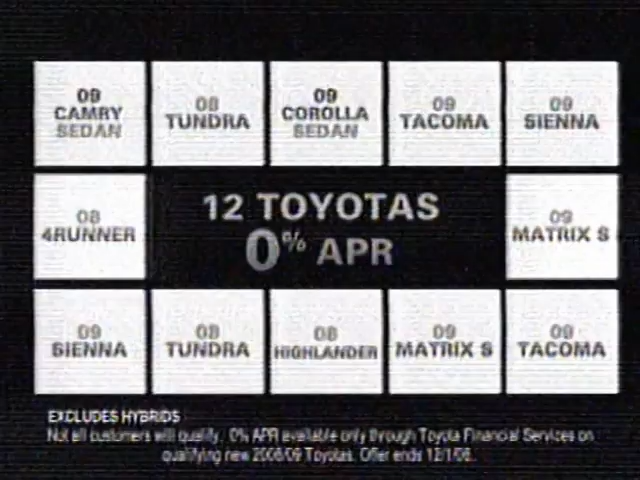 09
CAMRY
SEDAN
08
TUNDRA
09
COROLLA
SEDAN
09
TACOMA
09
SIENNA
08
4RUNNER
12 TOYOTAS
0% APR
09
MATRIX S
09
SIENNA
08
TUNDRA
08
HIGHLANDER
09
MATRIX S
09
TACOMA
EXCLUDES HYBRIDS
Not all customers will qualify. 0% APR available only through Toyota Financial Services on
qualifying new 2008/09 Toyotas. Offer ends 12/1/08.